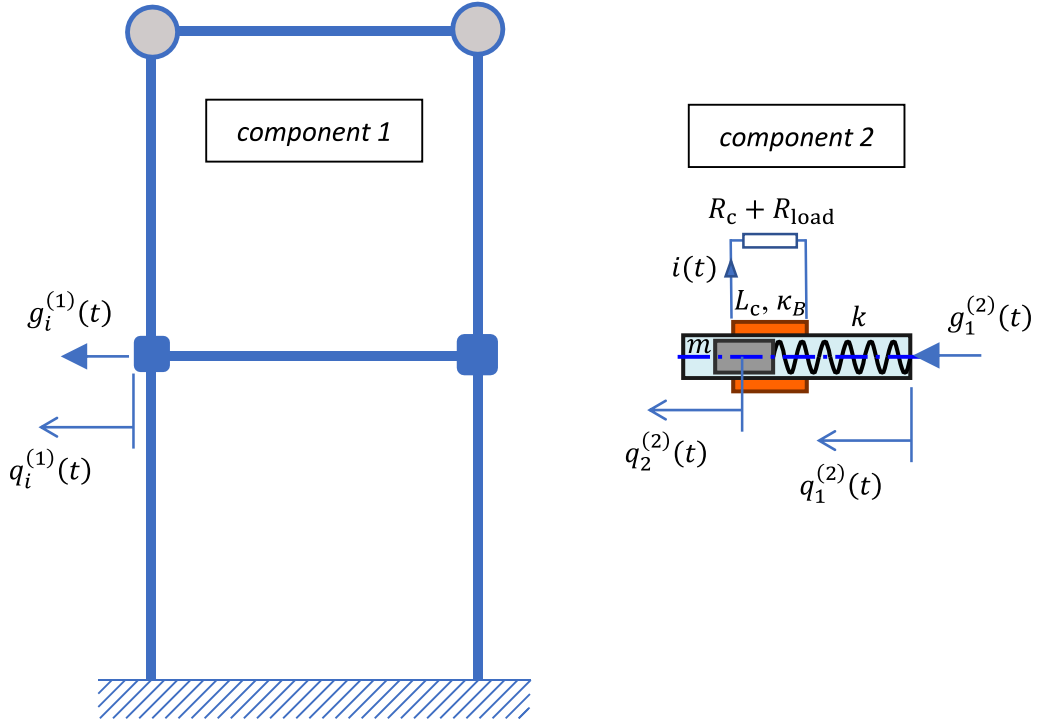 component 1
component 2
R_c + R_load
i(t)
L_c, κ_B
k
g_i^(1)(t)
m
g_1^(2)(t)
q_i^(1)(t)
q_2^(2)(t)
q_1^(2)(t)